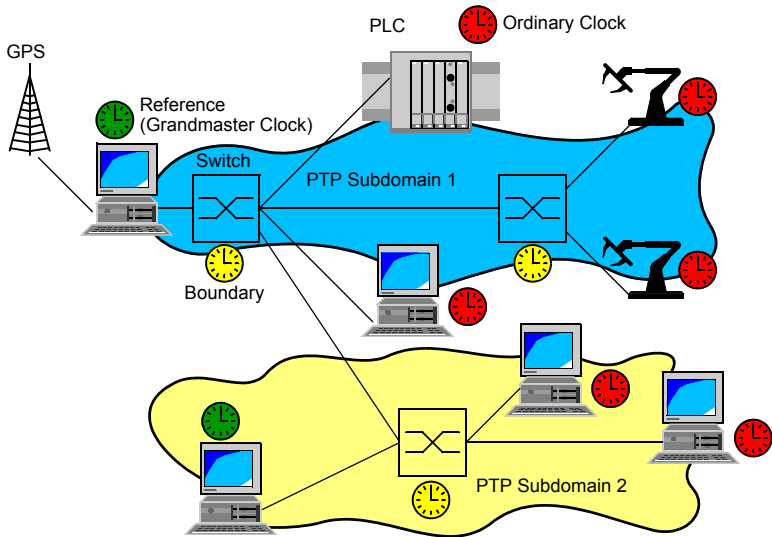 PLC
Ordinary Clock
GPS
Reference
(Grandmaster Clock)
Switch
PTP Subdomain 1
Boundary
PTP Subdomain 2